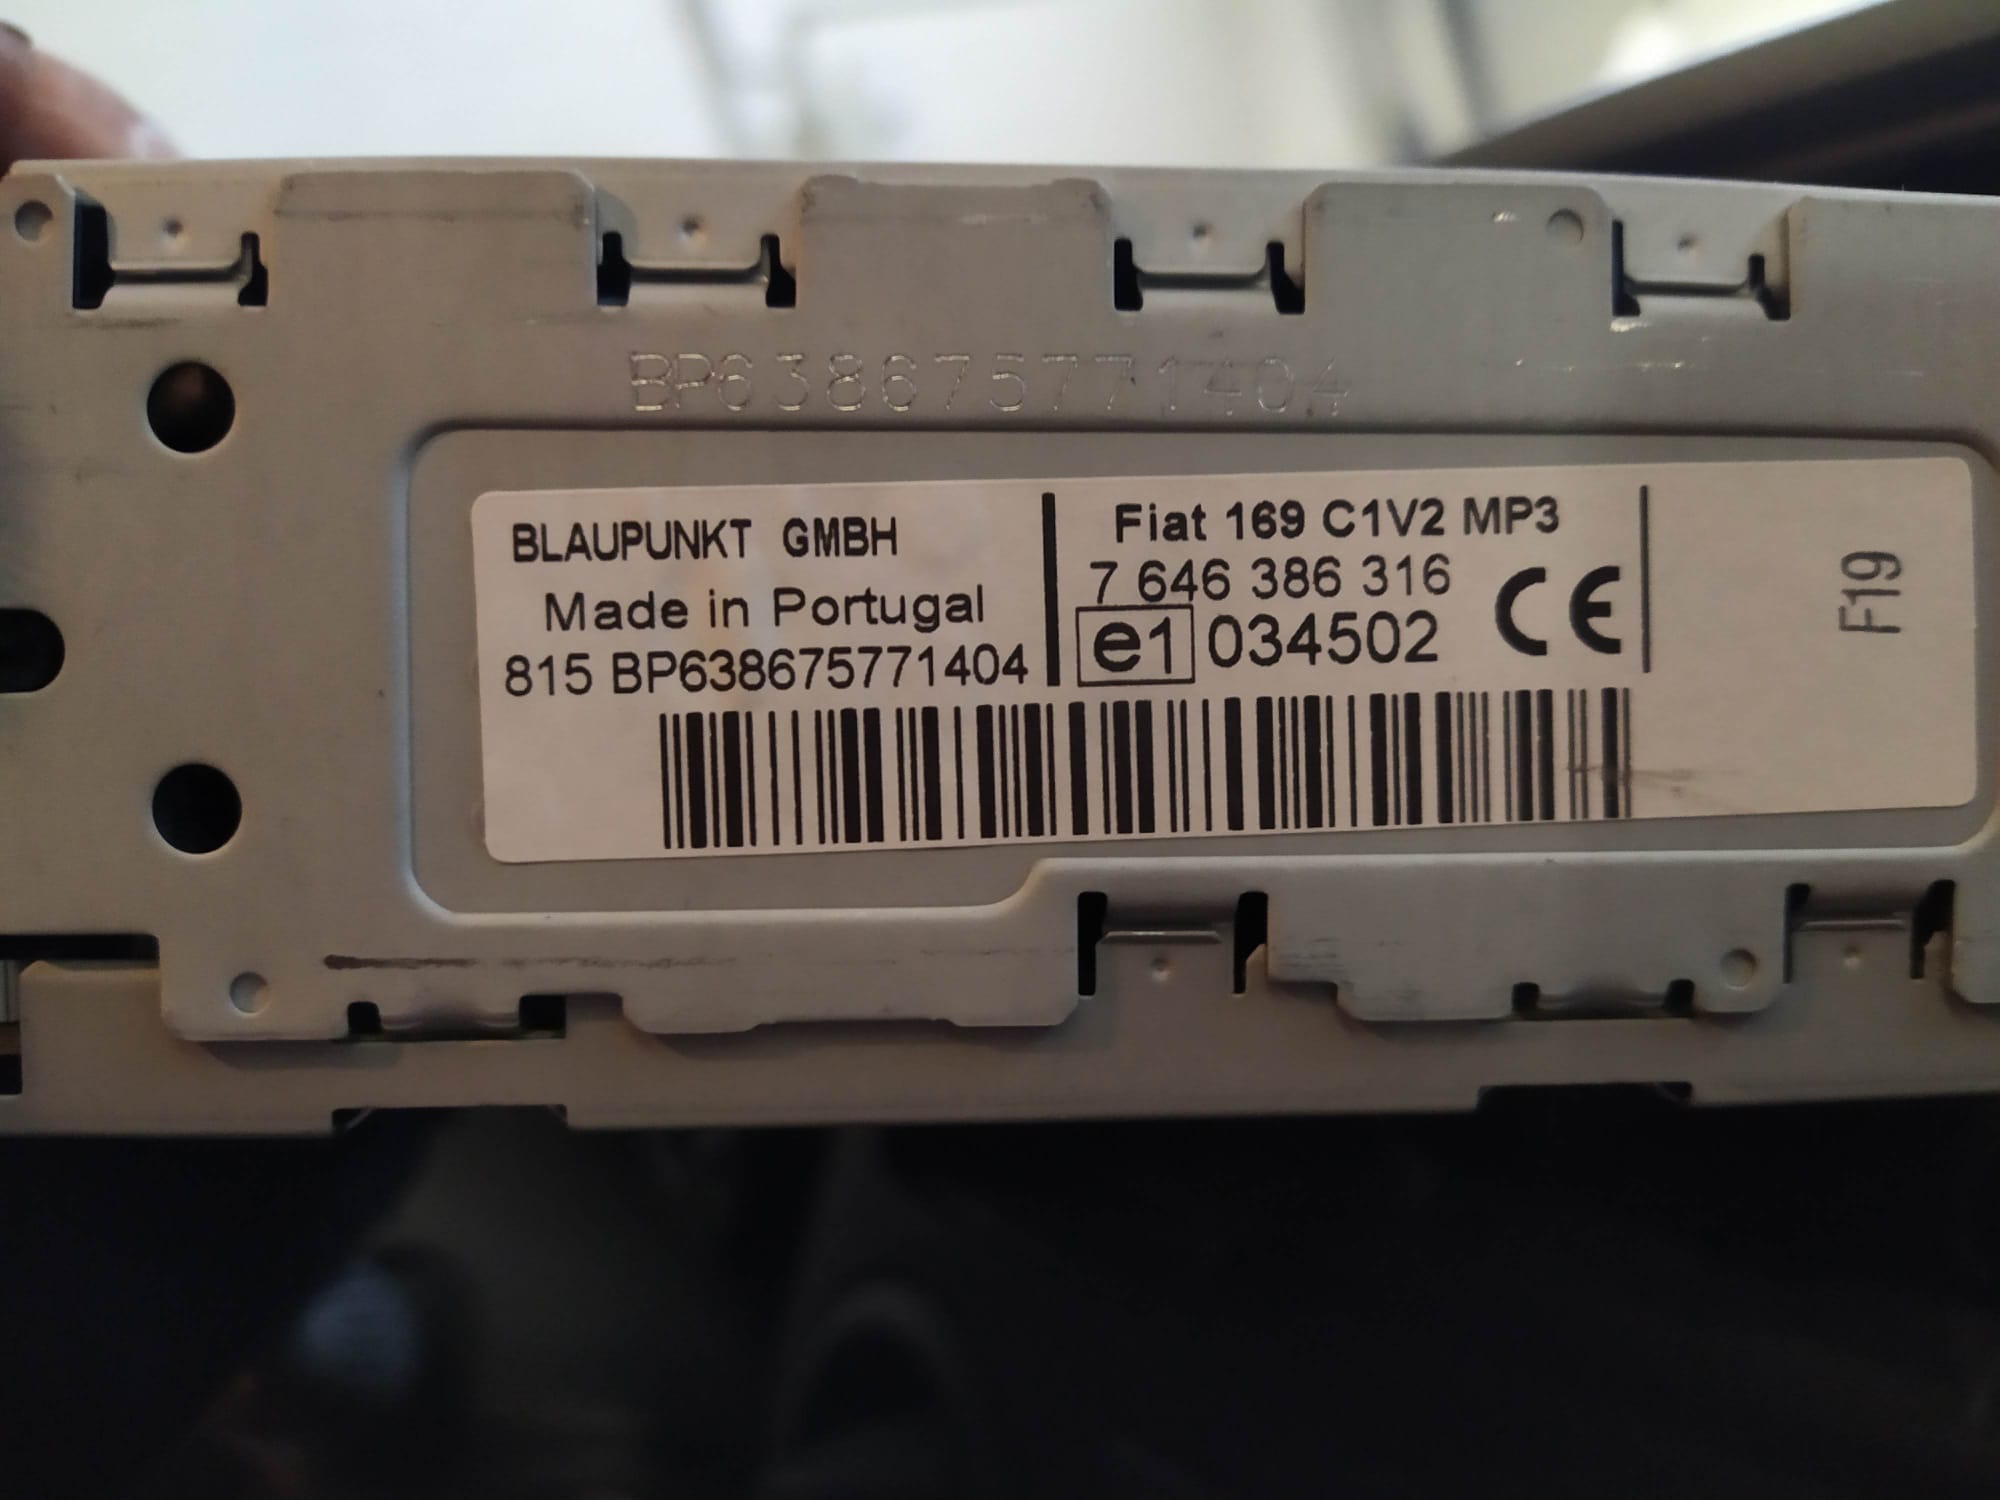 BP638675771404
BLAUPUNKT GMBH
Made in Portugal
815 BP638675771404
Fiat 169 C1V2 MP3
7 646 386 316
e1 034502 CE
F19